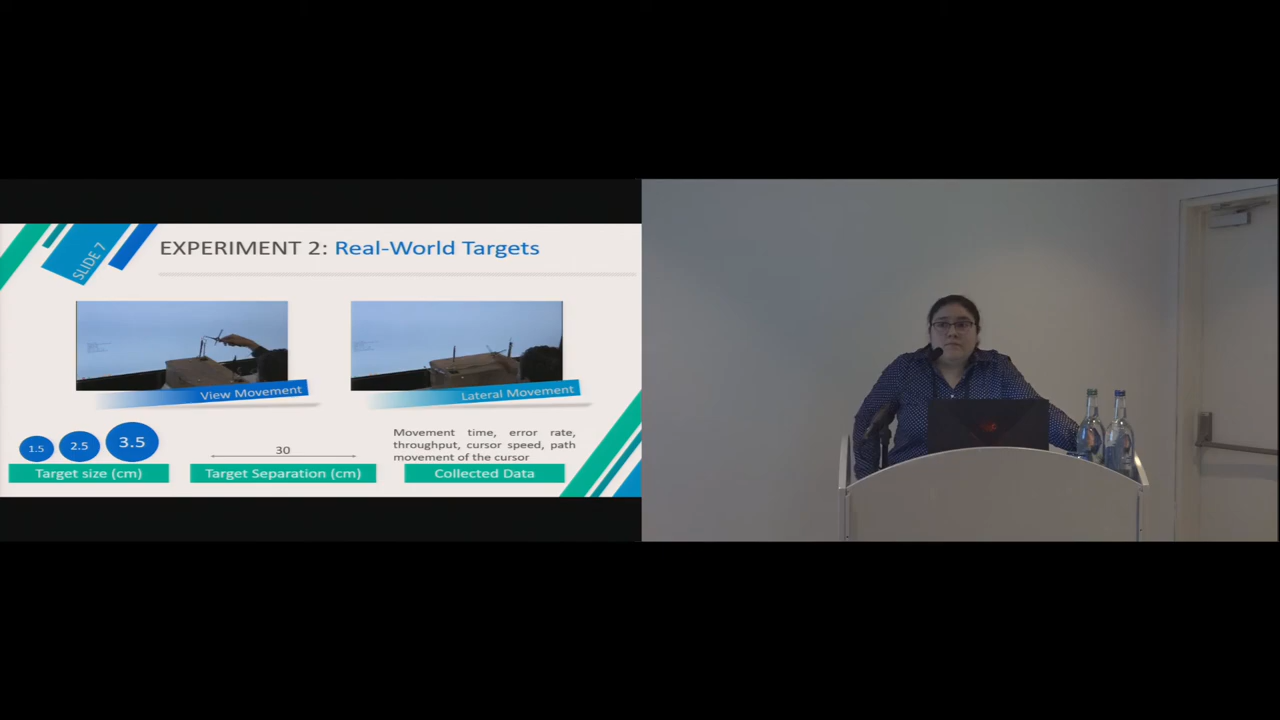 SLIDE 7
EXPERIMENT 2: Real-World Targets
View Movement
Lateral Movement
1.5
2.5
3.5
Target size (cm)
30
Target Separation (cm)
Movement time, error rate,
throughput, cursor speed, path
movement of the cursor
Collected Data